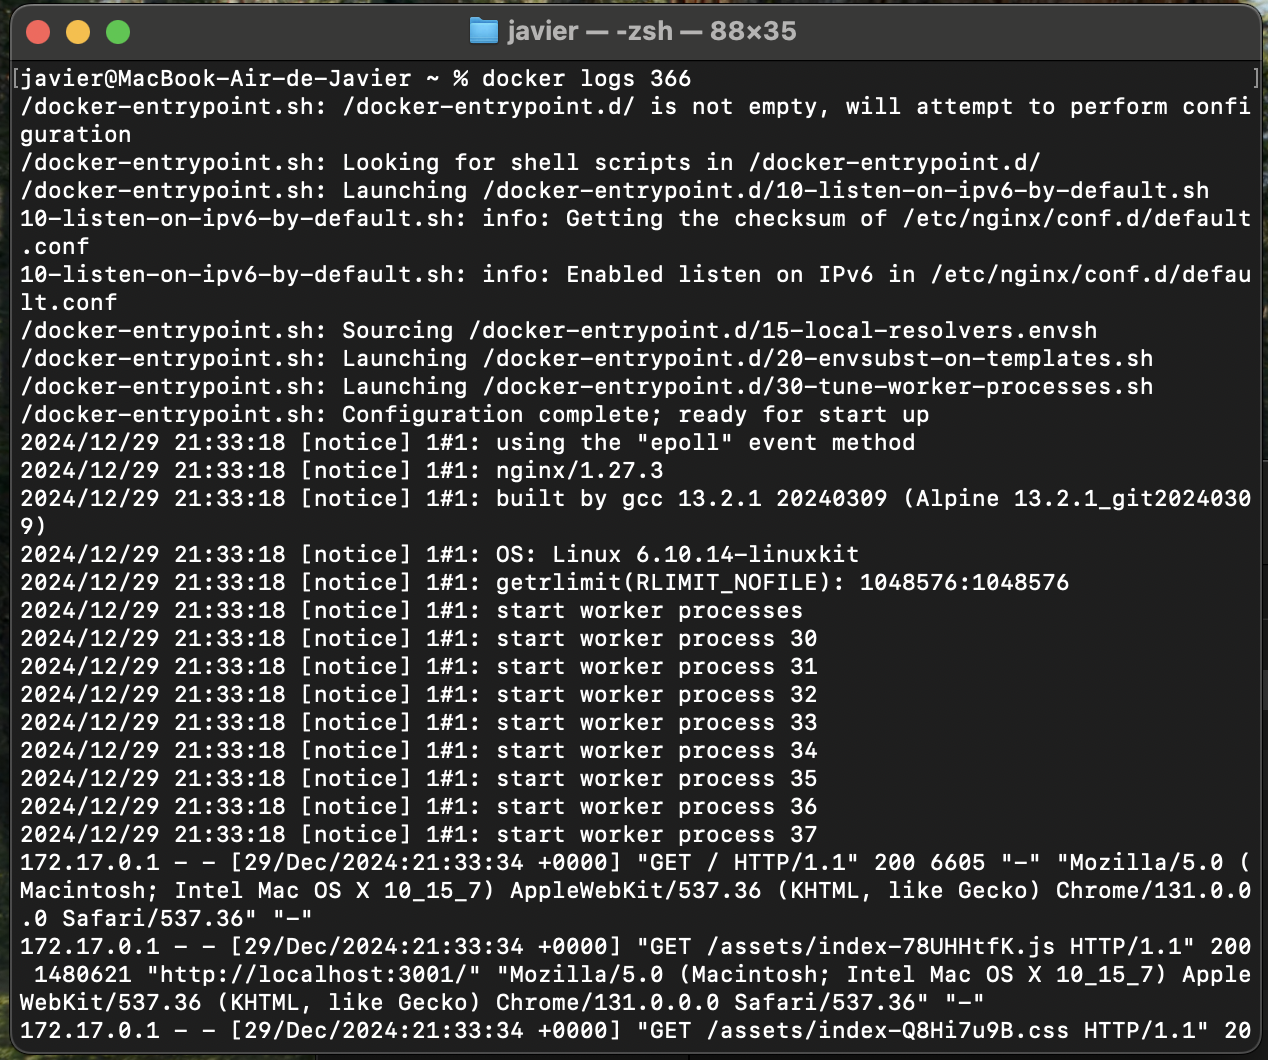 javier — -zsh — 88×35
[javier@MacBook-Air-de-Javier ~ % docker logs 366 ]
/docker-entrypoint.sh: /docker-entrypoint.d/ is not empty, will attempt to perform confi
guration
/docker-entrypoint.sh: Looking for shell scripts in /docker-entrypoint.d/
/docker-entrypoint.sh: Launching /docker-entrypoint.d/10-listen-on-ipv6-by-default.sh
10-listen-on-ipv6-by-default.sh: info: Getting the checksum of /etc/nginx/conf.d/default
.conf
10-listen-on-ipv6-by-default.sh: info: Enabled listen on IPv6 in /etc/nginx/conf.d/defau
lt.conf
/docker-entrypoint.sh: Sourcing /docker-entrypoint.d/15-local-resolvers.envsh
/docker-entrypoint.sh: Launching /docker-entrypoint.d/20-envsubst-on-templates.sh
/docker-entrypoint.sh: Launching /docker-entrypoint.d/30-tune-worker-processes.sh
/docker-entrypoint.sh: Configuration complete; ready for start up
2024/12/29 21:33:18 [notice] 1#1: using the "epoll" event method
2024/12/29 21:33:18 [notice] 1#1: nginx/1.27.3
2024/12/29 21:33:18 [notice] 1#1: built by gcc 13.2.1 20240309 (Alpine 13.2.1_git2024030
9)
2024/12/29 21:33:18 [notice] 1#1: OS: Linux 6.10.14-linuxkit
2024/12/29 21:33:18 [notice] 1#1: getrlimit(RLIMIT_NOFILE): 1048576:1048576
2024/12/29 21:33:18 [notice] 1#1: start worker processes
2024/12/29 21:33:18 [notice] 1#1: start worker process 30
2024/12/29 21:33:18 [notice] 1#1: start worker process 31
2024/12/29 21:33:18 [notice] 1#1: start worker process 32
2024/12/29 21:33:18 [notice] 1#1: start worker process 33
2024/12/29 21:33:18 [notice] 1#1: start worker process 34
2024/12/29 21:33:18 [notice] 1#1: start worker process 35
2024/12/29 21:33:18 [notice] 1#1: start worker process 36
2024/12/29 21:33:18 [notice] 1#1: start worker process 37
172.17.0.1 - - [29/Dec/2024:21:33:34 +0000] "GET / HTTP/1.1" 200 6605 "-" "Mozilla/5.0 (
Macintosh; Intel Mac OS X 10_15_7) AppleWebKit/537.36 (KHTML, like Gecko) Chrome/131.0.0
.0 Safari/537.36" "-"
172.17.0.1 - - [29/Dec/2024:21:33:34 +0000] "GET /assets/index-78UHHtfK.js HTTP/1.1" 200
 1480621 "http://localhost:3001/" "Mozilla/5.0 (Macintosh; Intel Mac OS X 10_15_7) Apple
WebKit/537.36 (KHTML, like Gecko) Chrome/131.0.0.0 Safari/537.36" "-"
172.17.0.1 - - [29/Dec/2024:21:33:34 +0000] "GET /assets/index-Q8Hi7u9B.css HTTP/1.1" 20